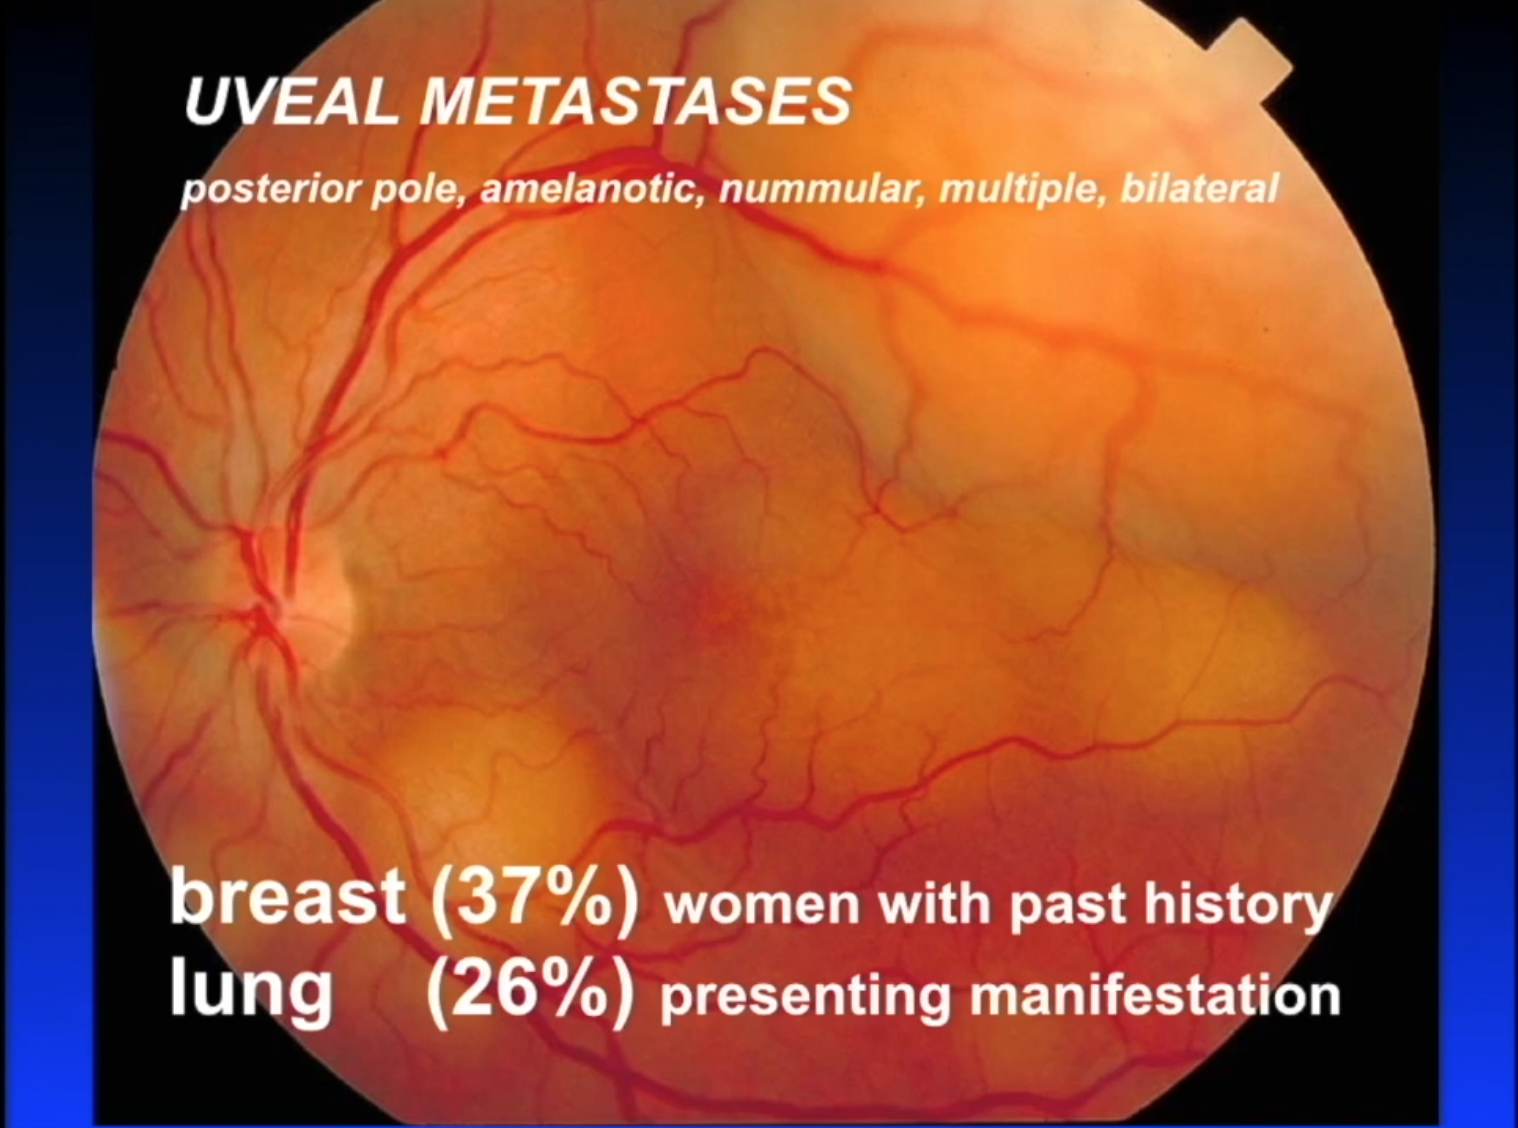 UVEAL METASTASES
posterior pole, amelanotic, nummular, multiple, bilateral
breast (37%) women with past history
lung (26%) presenting manifestation